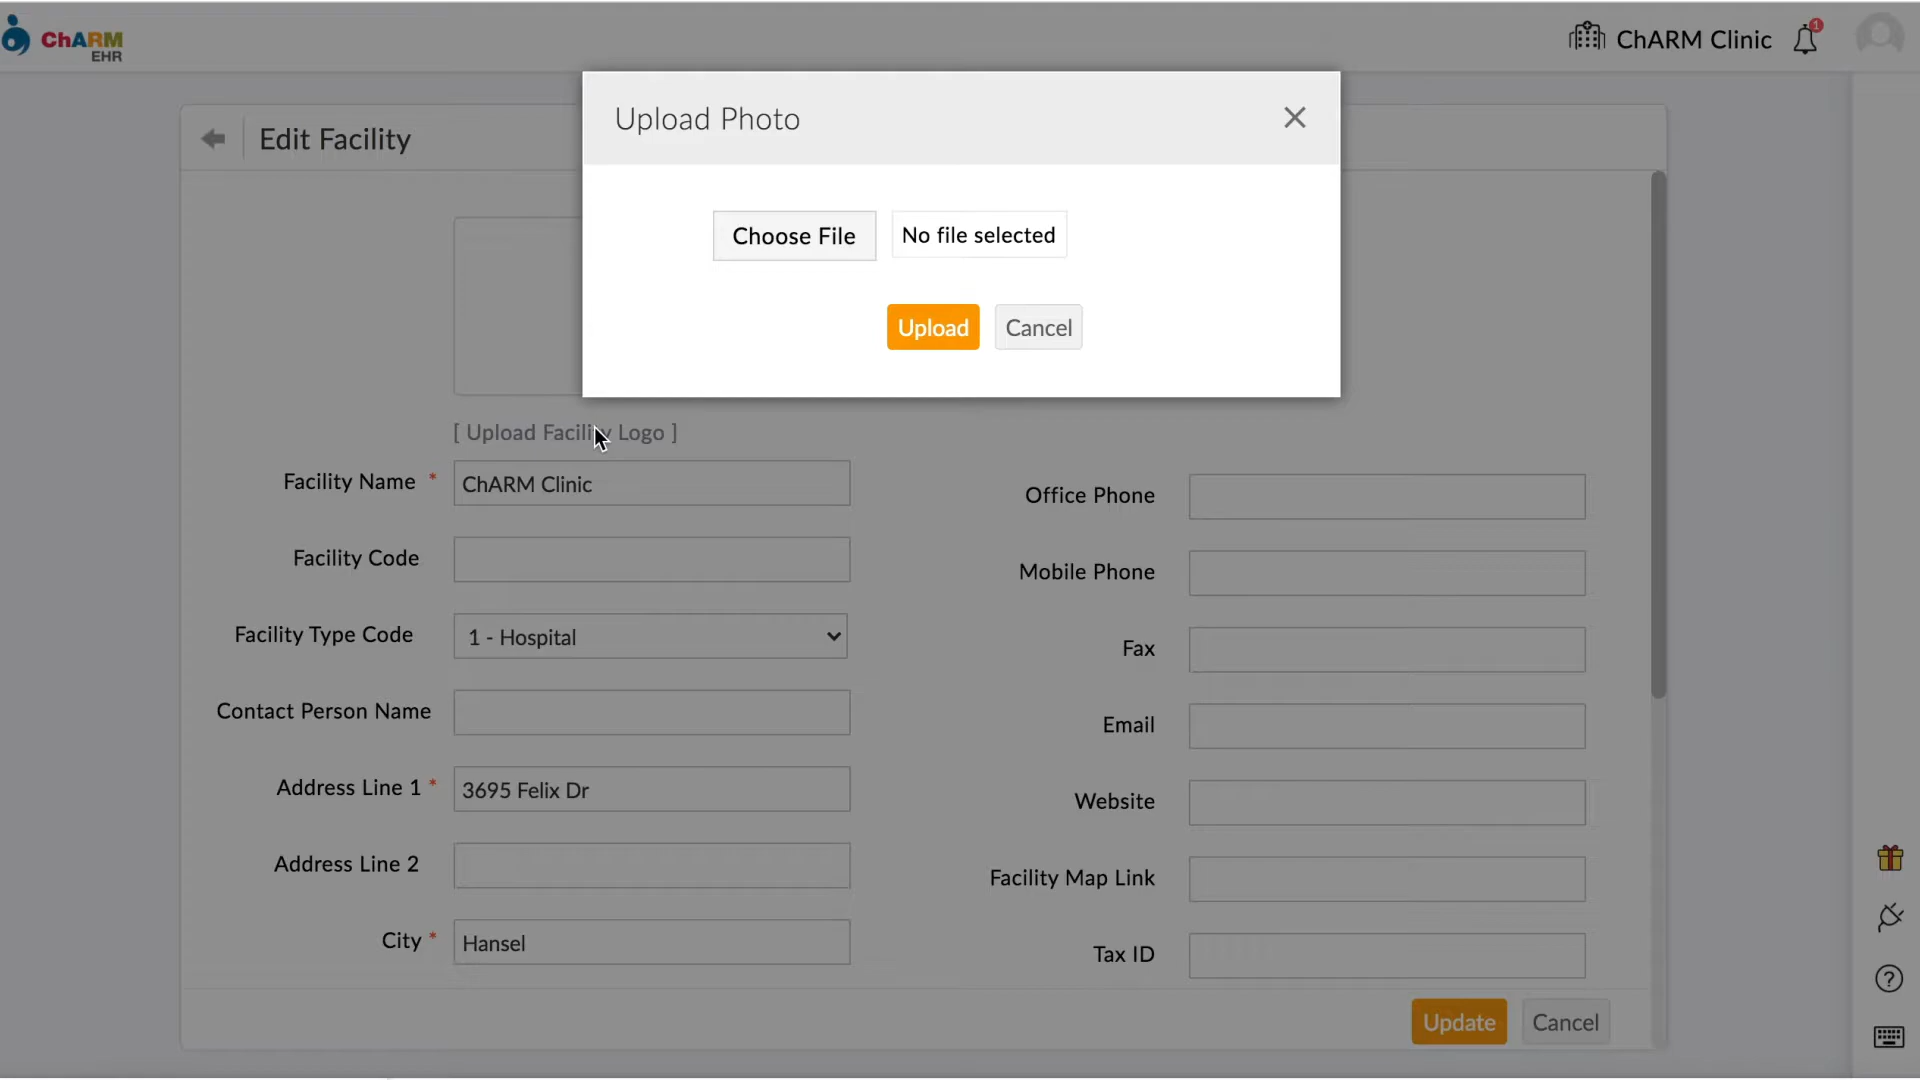 ChARM
EHR
ChARM Clinic
1
Upload Photo
Edit Facility
Choose File
No file selected
Upload
Cancel
[ Upload Facility Logo ]
Facility Name *
ChARM Clinic
Facility Code
Facility Type Code
1 - Hospital
Contact Person Name
Address Line 1 *
3695 Felix Dr
Address Line 2
City *
Hansel
Office Phone
Mobile Phone
Fax
Email
Website
Facility Map Link
Tax ID
Update
Cancel
?